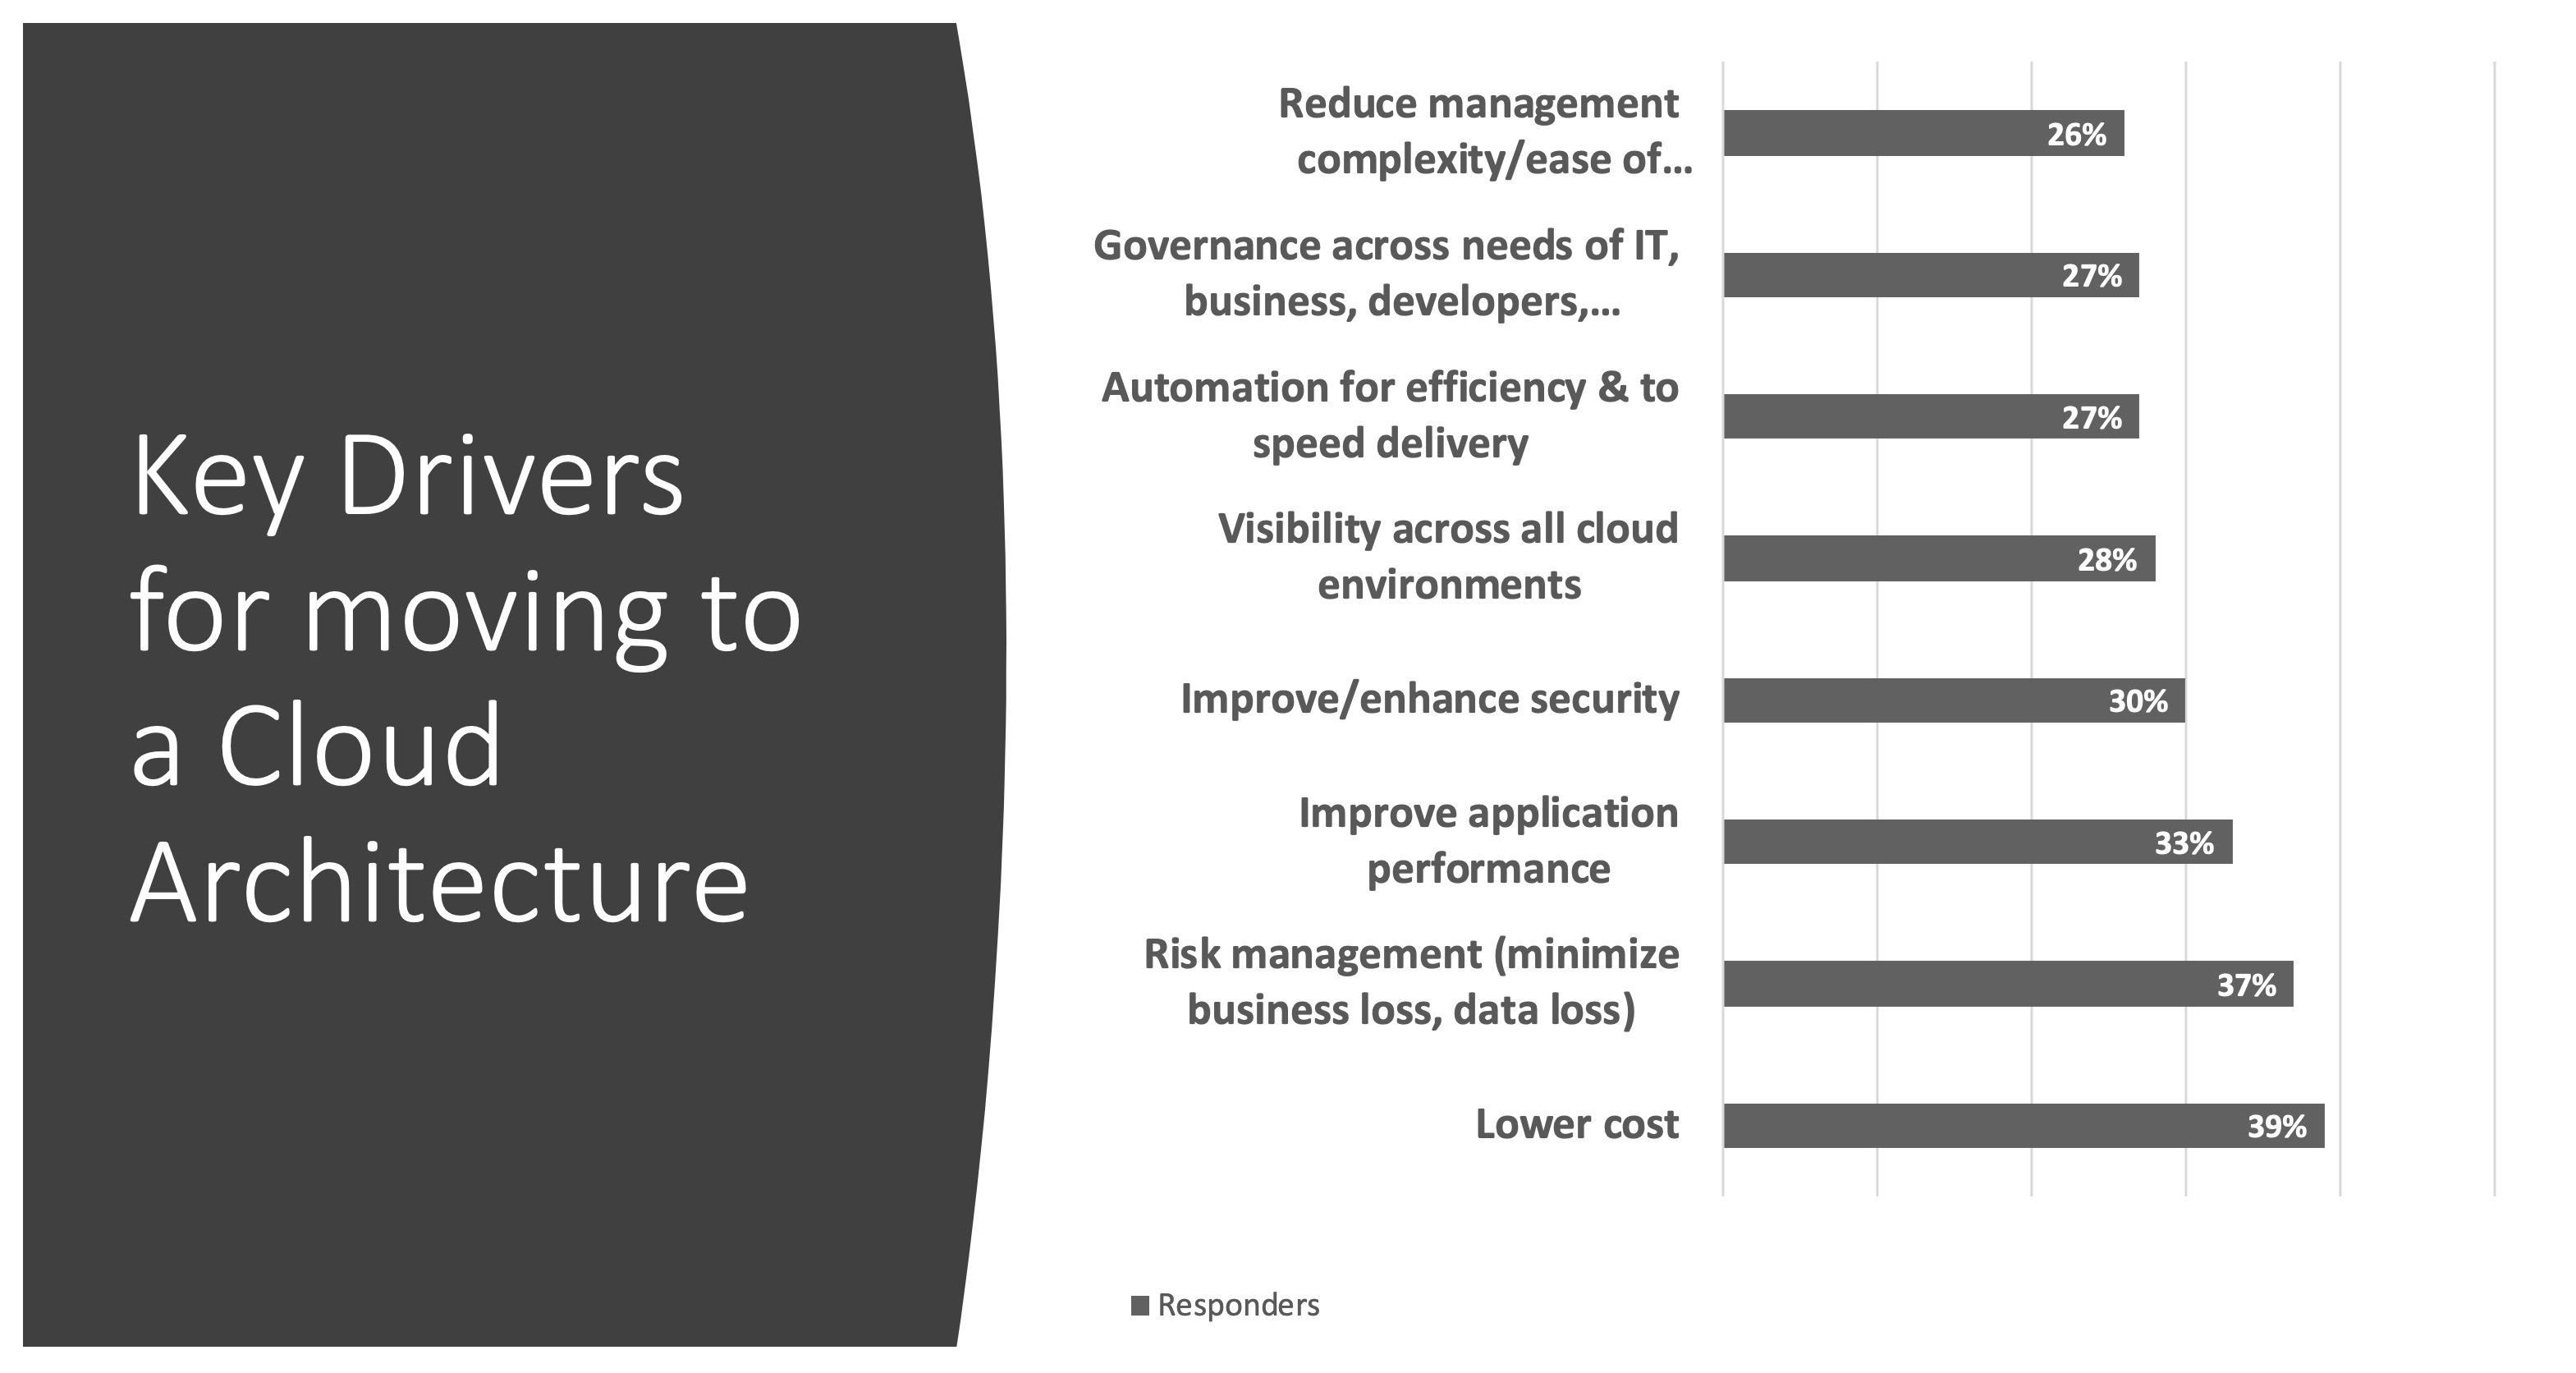 Key Drivers
for moving to
a Cloud
Architecture
Reduce management
complexity/ease of...
26%
Governance across needs of IT,
business, developers,...
27%
Automation for efficiency & to
speed delivery
27%
Visibility across all cloud
environments
28%
Improve/enhance security
30%
Improve application
performance
33%
Risk management (minimize
business loss, data loss)
37%
Lower cost
39%
Responders